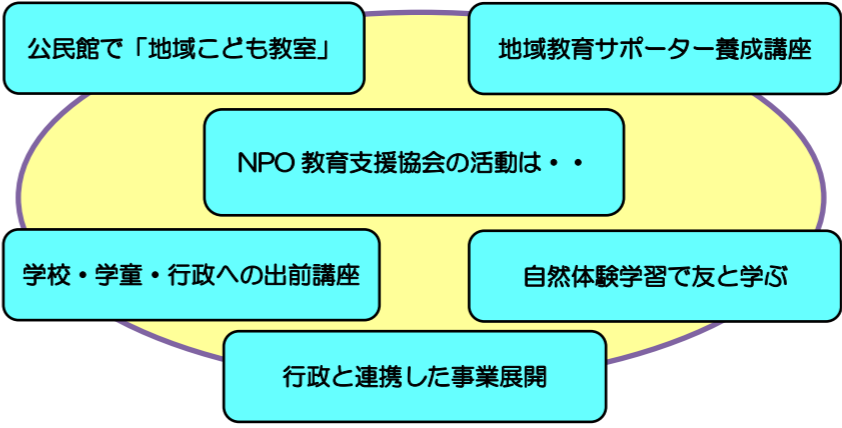 公民館で「地域こども教室」
地域教育サポーター養成講座
NPO 教育支援協会の活動は・・
学校・学童・行政への出前講座
自然体験学習で友と学ぶ
行政と連携した事業展開